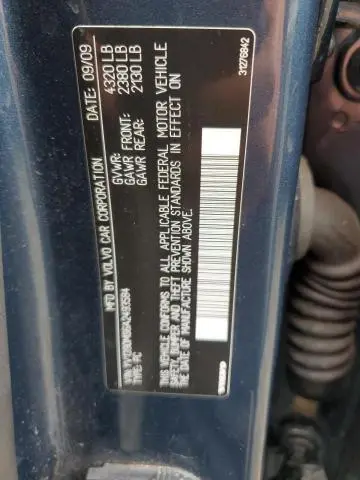 MFD BY: VOLVO CAR CORPORATION DATE: 09/09
GVWR: 4320 LB
GAWR FRONT: 2380 LB
GAWR REAR: 2130 LB
TYPE: PC
THIS VEHICLE CONFORMS TO ALL APPLICABLE FEDERAL MOTOR VEHICLE
SAFETY, BUMPER AND THEFT PREVENTION STANDARDS IN EFFECT ON
THE DATE OF MANUFACTURE SHOWN ABOVE.
31276842